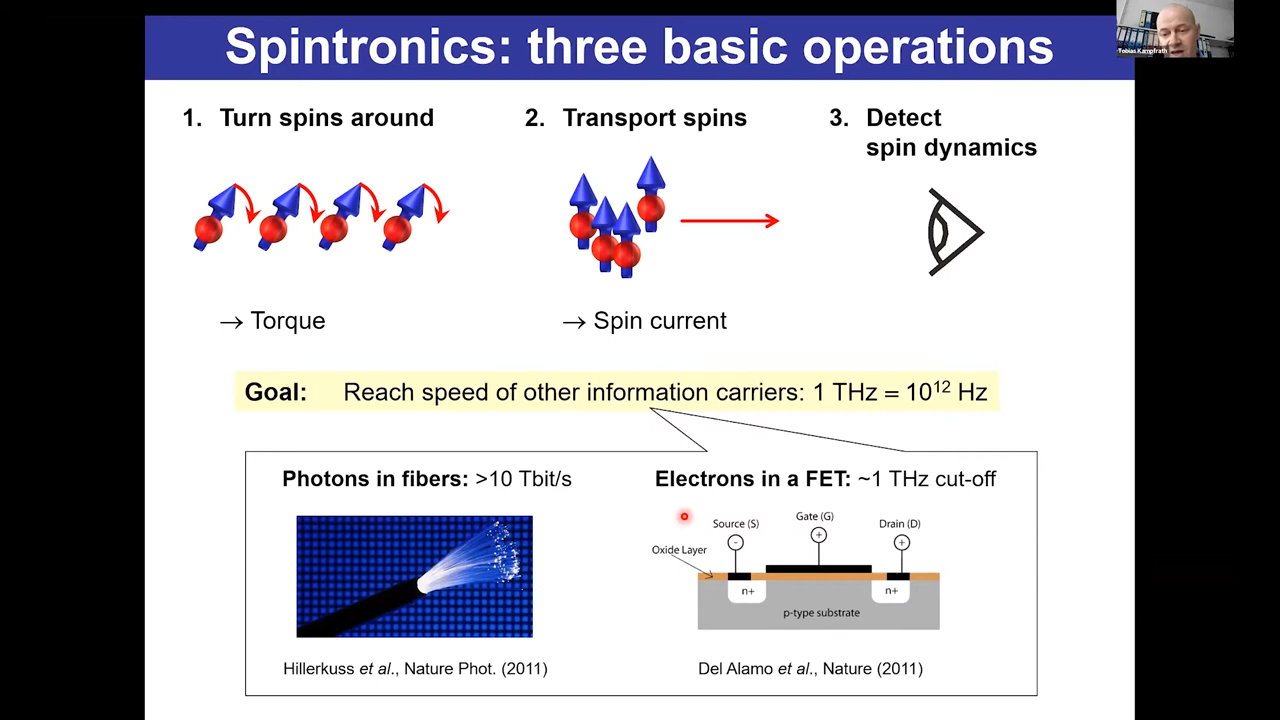 Spintronics: three basic operations
Tobias Kampfrath
1. Turn spins around
2. Transport spins
3. Detect
spin dynamics
→ Torque
→ Spin current
Goal: Reach speed of other information carriers: 1 THz = 10¹² Hz
Photons in fibers: >10 Tbit/s
Hillerkuss et al., Nature Phot. (2011)
Electrons in a FET: ~1 THz cut-off
Source (S)
Gate (G)
Drain (D)
-
+
+
Oxide Layer
n+
n+
p-type substrate
Del Alamo et al., Nature (2011)